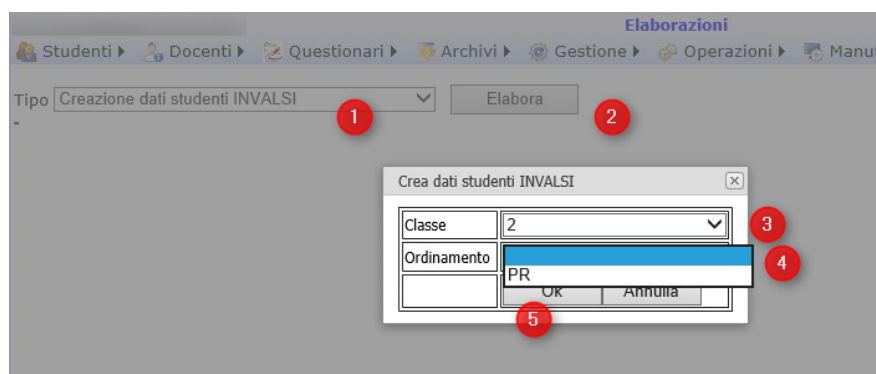 Elaborazioni
Studenti Docenti Questionari Archivi Gestione Operazioni Manu
Tipo Creazione dati studenti INVALSI Elabora
1
2
-
Crea dati studenti INVALSI
Classe 2
3
Ordinamento
4
PR
Ok Annulla
5